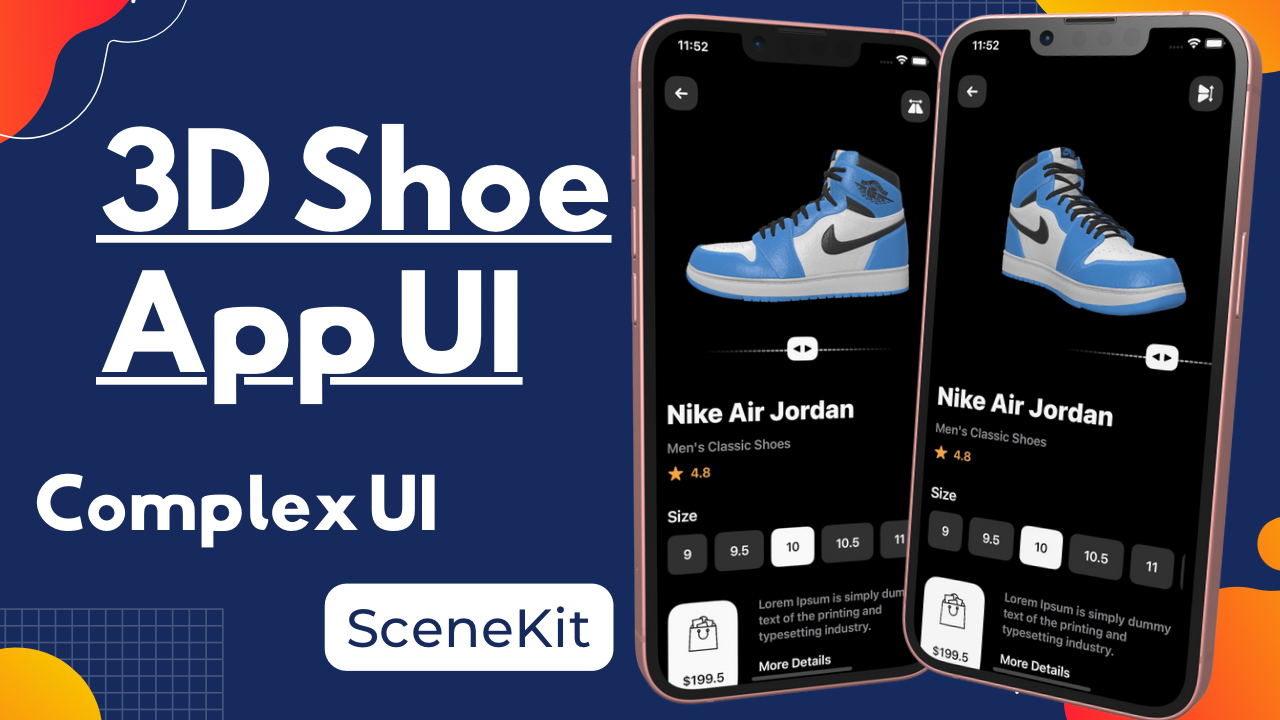 3D Shoe
App UI
Complex UI
SceneKit
11:52
Nike Air Jordan
Men's Classic Shoes
4.8
Size
9 9.5 10 10.5 11
Lorem Ipsum is simply dum
text of the printing and
typesetting industry.
$199.5
More Details
11:52
Nike Air Jordan
Men's Classic Shoes
4.8
Size
9 9.5 10 10.5 11
Lorem Ipsum is simply dummy
text of the printing and
typesetting industry.
$199.5
More Details